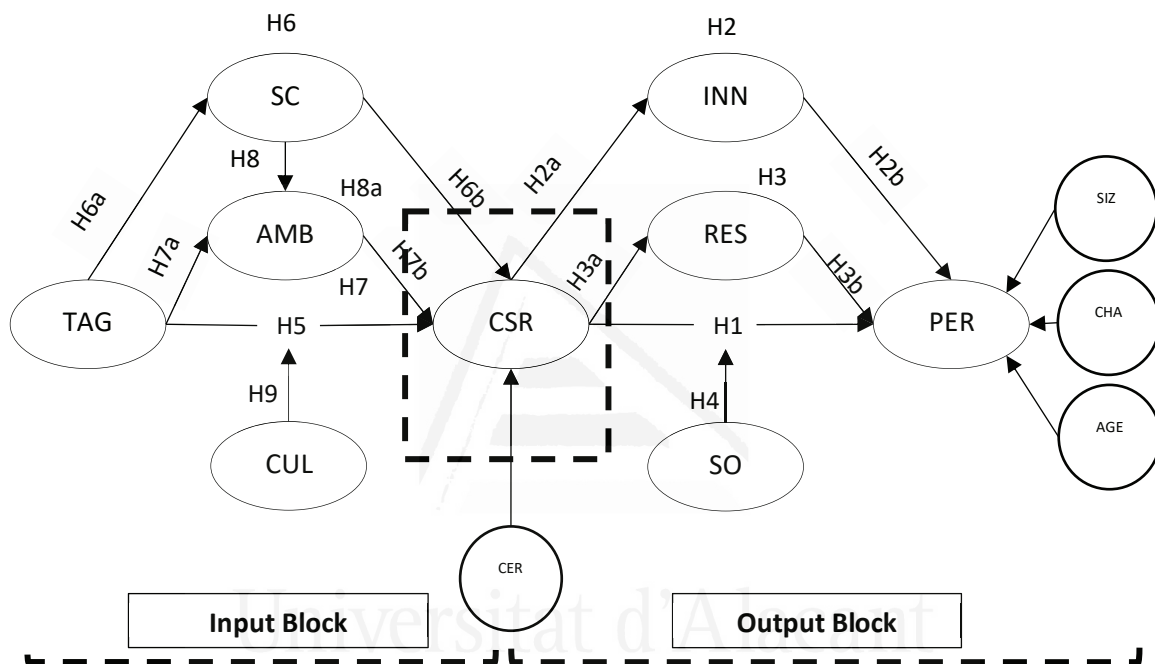 H6
H2
SC
INN
H8
H6a
H6b
H2a
H2b
H8a
H3
SIZ
AMB
RES
H7a
H7b
H7
H3a
H3b
TAG
H5
CSR
H1
PER
CHA
H9
H4
AGE
CUL
SO
CER
Universitat d'Alacant
Input Block
Output Block